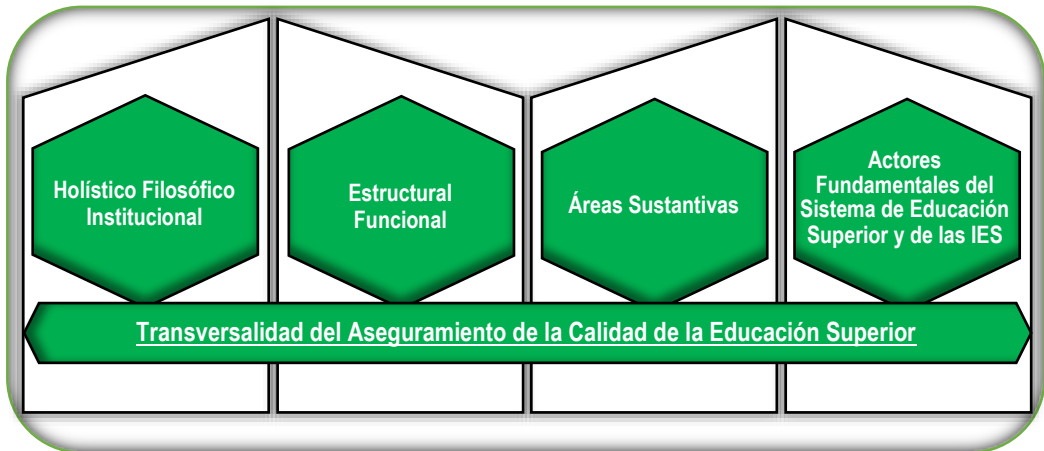 Holístico Filosófico
Institucional
Estructural
Funcional
Áreas Sustantivas
Actores
Fundamentales del
Sistema de Educación
Superior y de las IES
Transversalidad del Aseguramiento de la Calidad de la Educación Superior